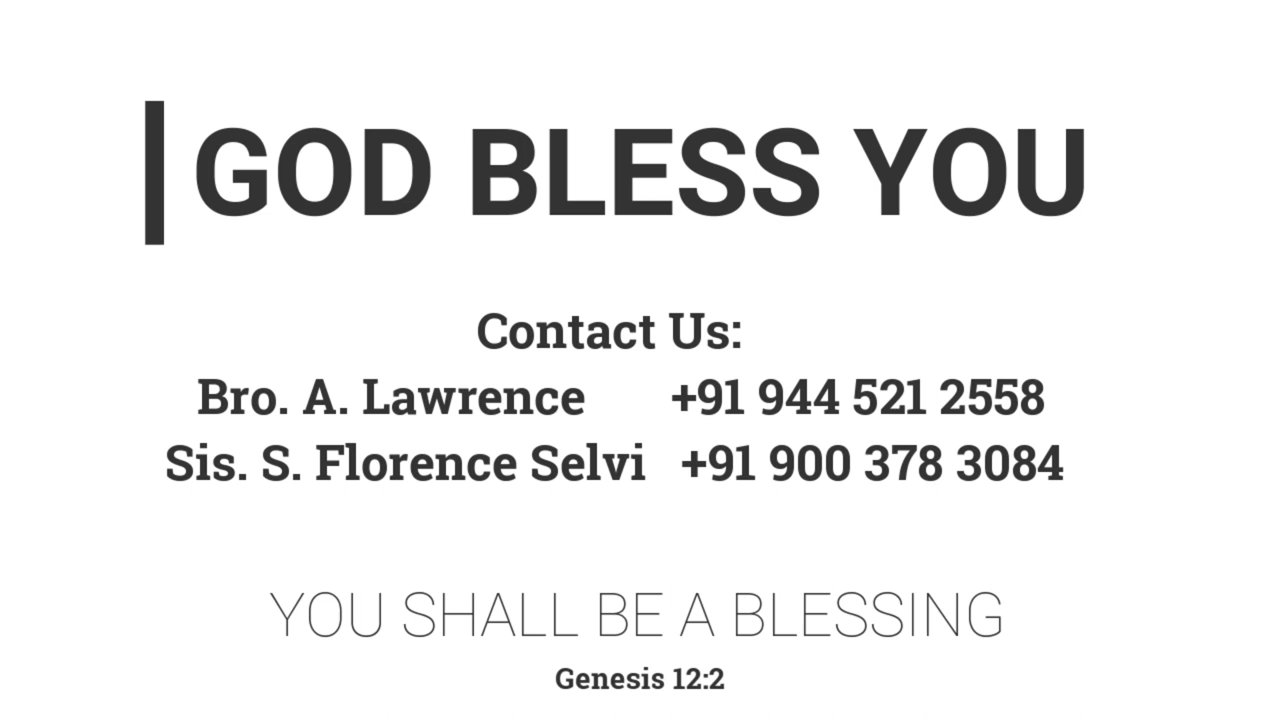 GOD BLESS YOU
Contact Us:
Bro. A. Lawrence +91 944 521 2558
Sis. S. Florence Selvi +91 900 378 3084
YOU SHALL BE A BLESSING
Genesis 12:2